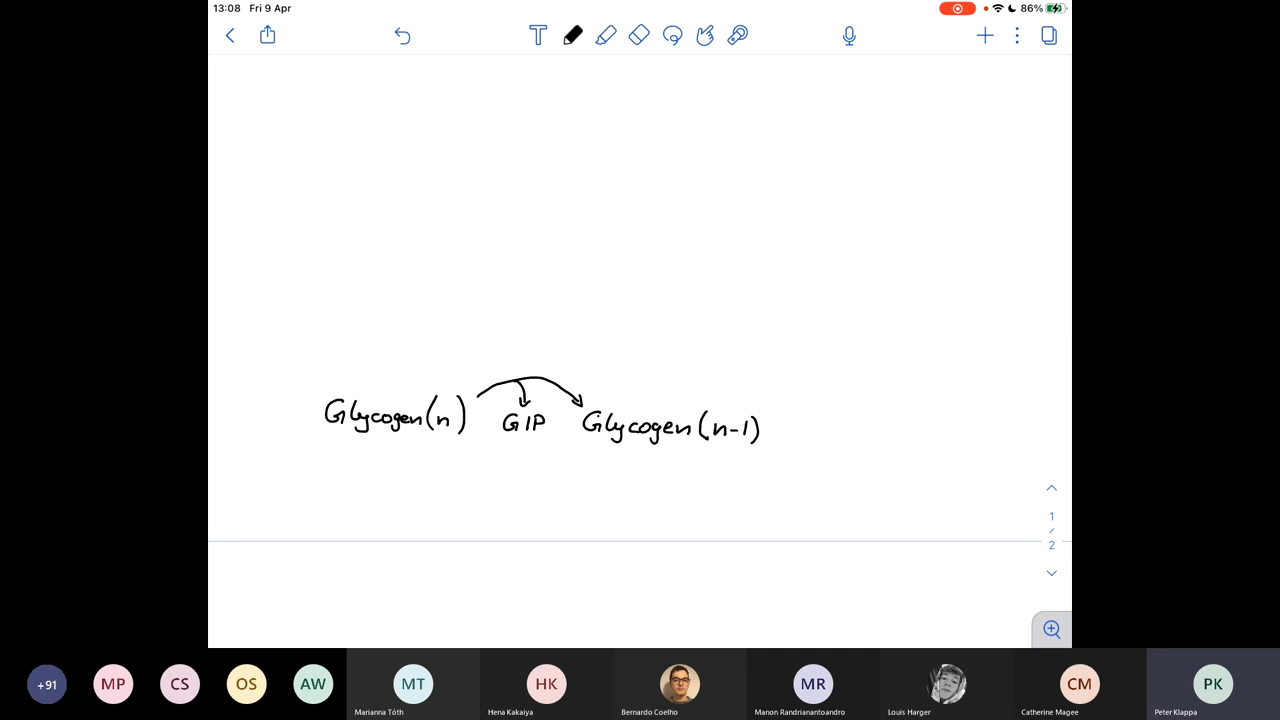 13:08 Fri 9 Apr
86%
T
Glycogen(n) G1P Glycogen(n-1)
1
/
2
+91
MP
CS
OS
AW
MT
HK
MR
CM
PK
Marianna Tóth
Hena Kakaiya
Bernardo Coelho
Manon Randrianantoandro
Louis Harger
Catherine Magee
Peter Klappa